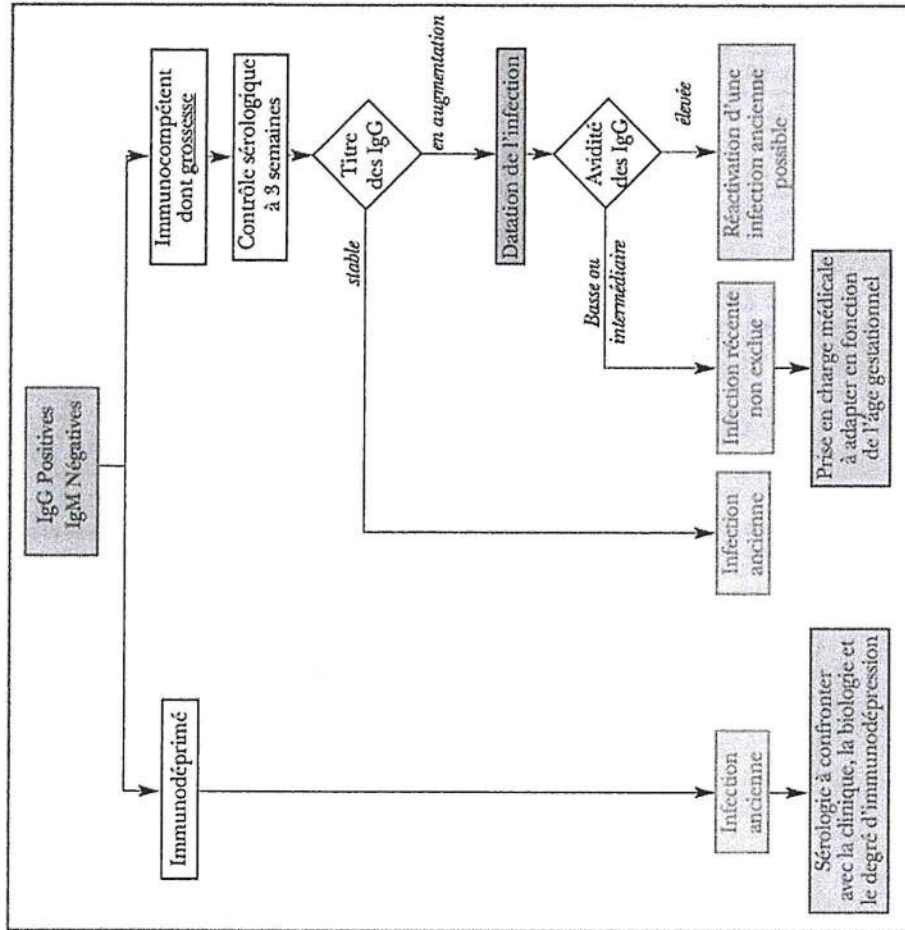 IgG Positives
IgM Négatives
Immunodéprimé
Immunocompétent
dont grossesse
Contrôle sérologique
à 3 semaines
Titre
des IgG
stable
en augmentation
Datation de l'infection
Avidité
des IgG
Basse ou
intermédiaire
élevée
Infection
ancienne
Infection
ancienne
Infection récente
non exclue
Réactivation d'une
infection ancienne
possible
Sérologie à confronter
avec la clinique, la biologie et
le degré d'immunodépression
Prise en charge médicale
à adapter en fonction
de l'âge gestationnel